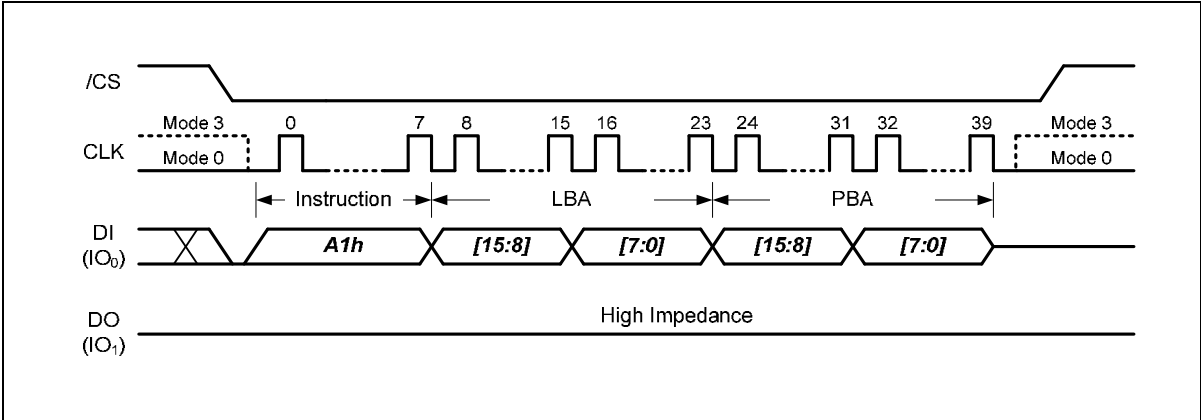 /CS
Mode 3 0 7 8 15 16 23 24 31 32 39 Mode 3
CLK
Mode 0 Mode 0
Instruction LBA PBA
DI
(IO₀)
A1h [15:8] [7:0] [15:8] [7:0]
DO
(IO₁)
High Impedance